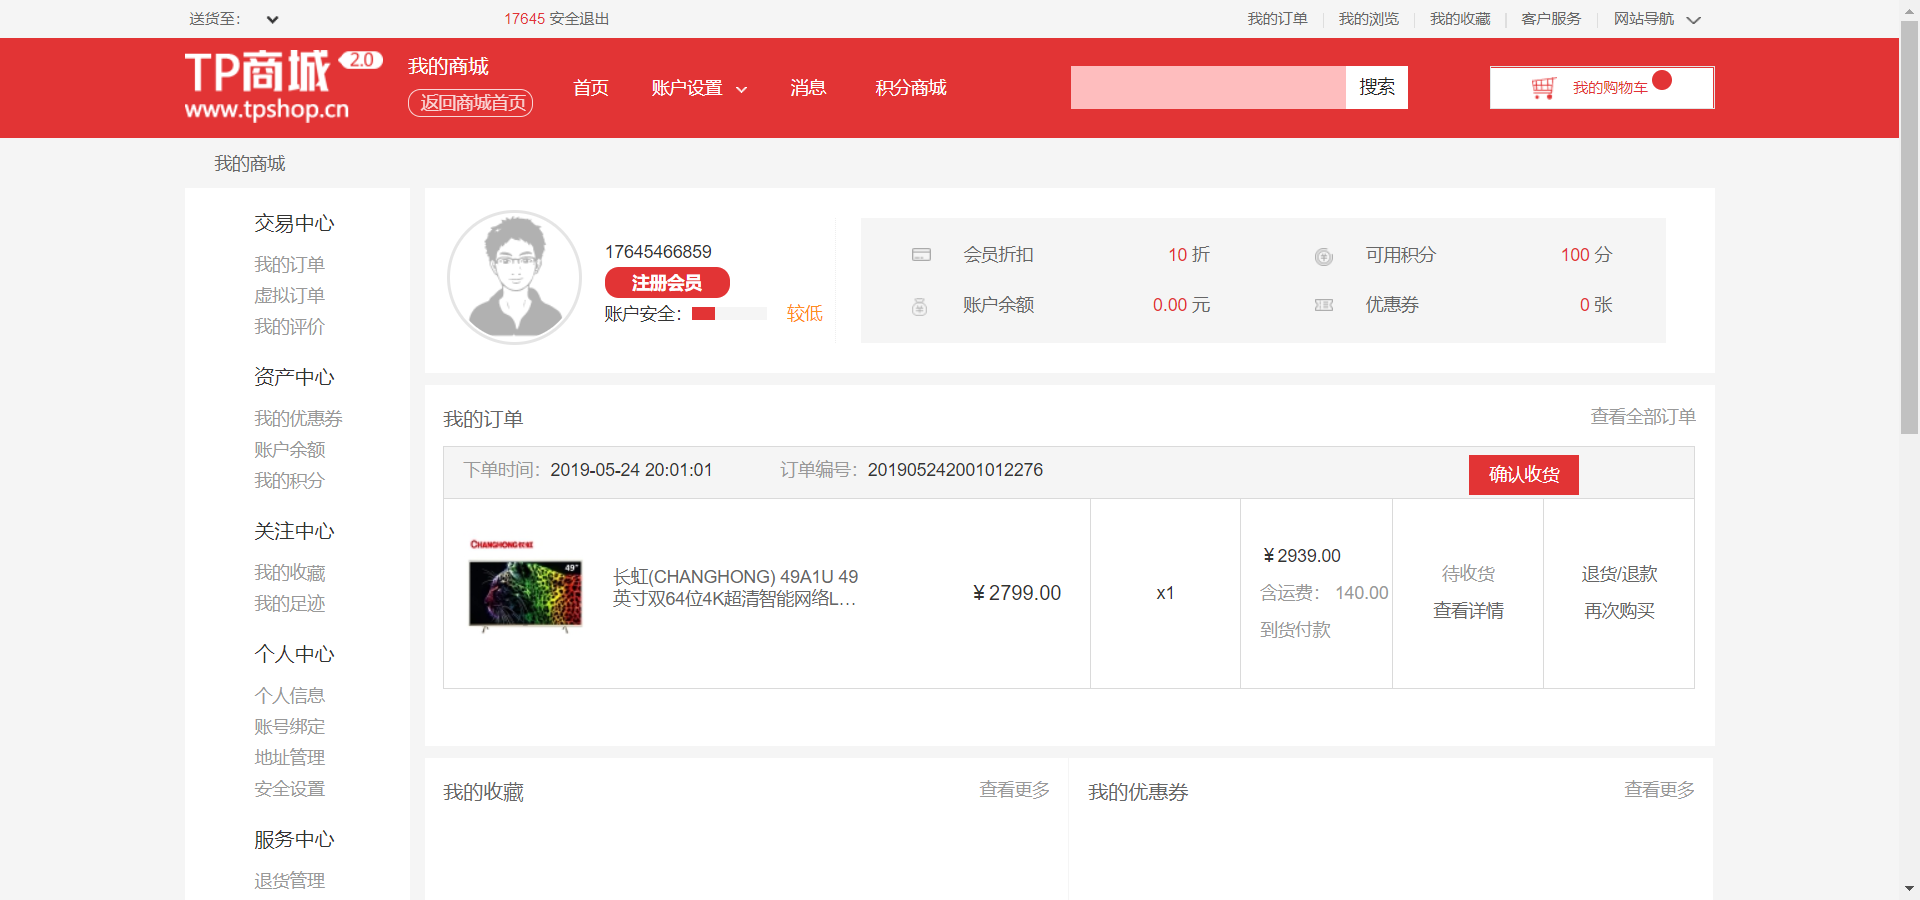 送货至：
17645 安全退出
我的订单 我的浏览 我的收藏 客户服务 网站导航
TP商城 2.0
www.tpshop.cn
我的商城
返回商城首页
首页 账户设置 消息 积分商城
搜索
我的购物车
我的商城
交易中心
我的订单
虚拟订单
我的评价
资产中心
我的优惠券
账户余额
我的积分
关注中心
我的收藏
我的足迹
个人中心
个人信息
账号绑定
地址管理
安全设置
服务中心
退货管理
17645466859
注册会员
账户安全： 较低
会员折扣 10 折 可用积分 100 分
账户余额 0.00 元 优惠券 0 张
我的订单 查看全部订单
下单时间：2019-05-24 20:01:01 订单编号：201905242001012276 确认收货
CHANGHONG长虹
49"
长虹(CHANGHONG) 49A1U 49
英寸双64位4K超清智能网络L…
￥2799.00
x1
￥2939.00
含运费： 140.00
到货付款
待收货
查看详情
退货/退款
再次购买
我的收藏 查看更多
我的优惠券 查看更多